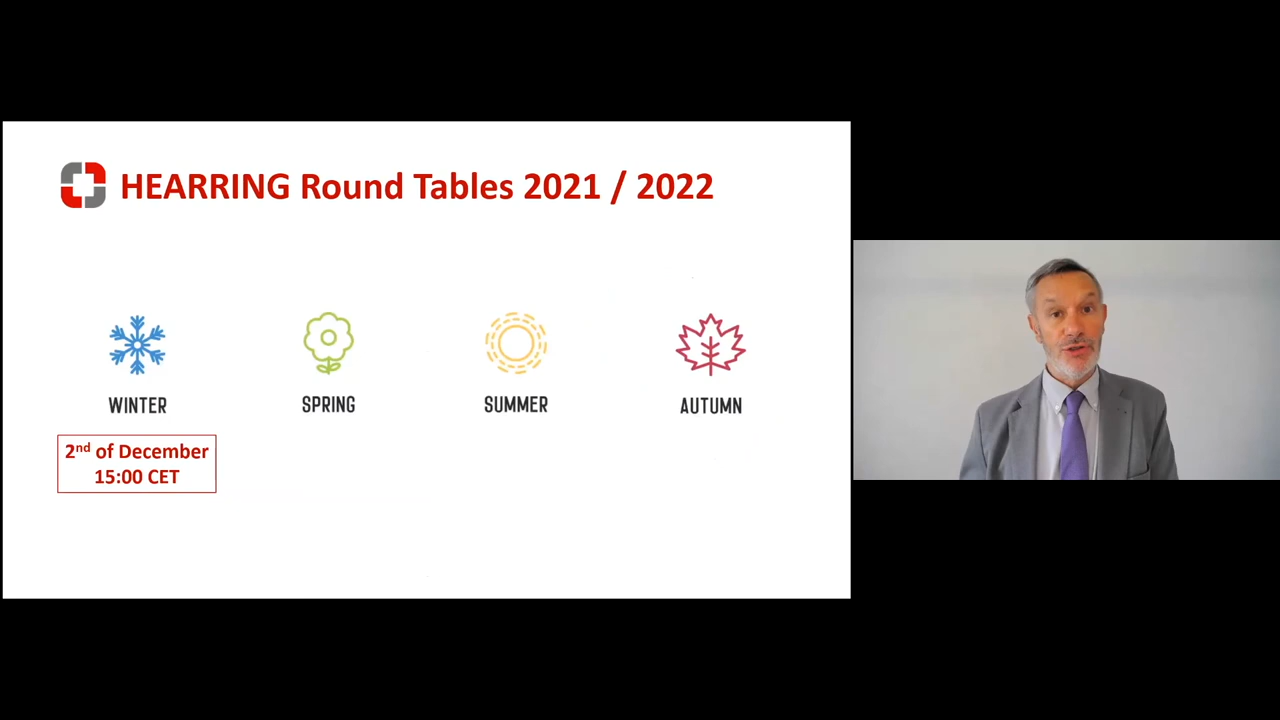 HEARRING Round Tables 2021 / 2022
WINTER
SPRING
SUMMER
AUTUMN
2nd of December
15:00 CET